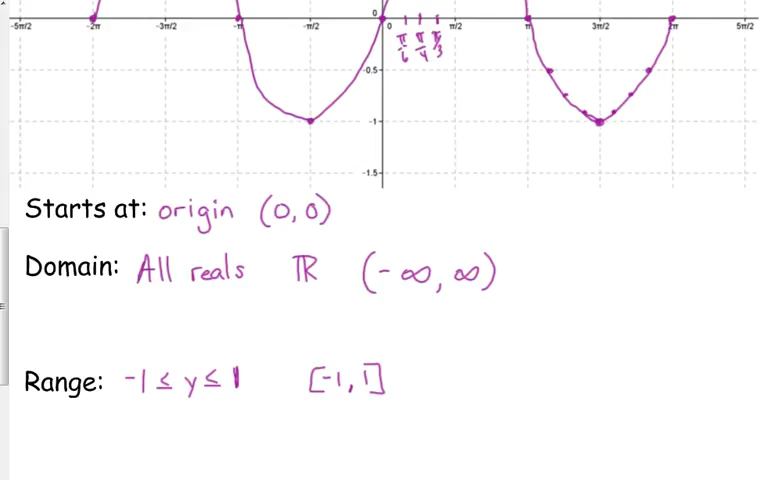 0
-5π/2 -2π -3π/2 -π -π/2 0 π/2 π 3π/2 2π 5π/2
π/6 π/4 π/3
-0.5
-1
-1.5
Starts at: origin (0, 0)
Domain: All reals ℝ (-∞, ∞)
Range: -1 ≤ y ≤ 1 [-1, 1]